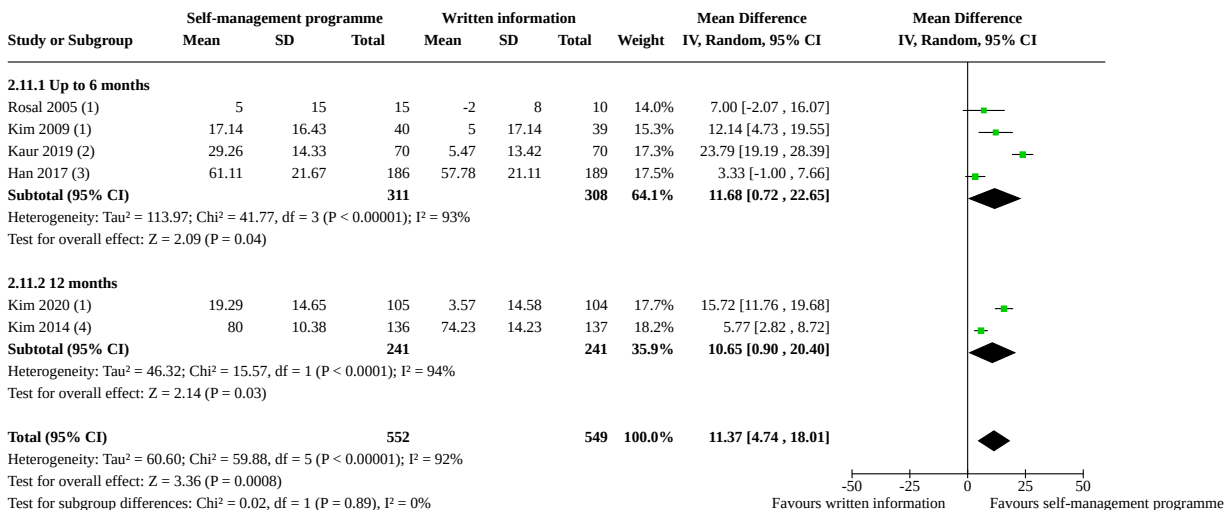 Self-management programme Written information Mean Difference Mean Difference
Study or Subgroup Mean SD Total Mean SD Total Weight IV, Random, 95% CI IV, Random, 95% CI
2.11.1 Up to 6 months
Rosal 2005 (1) 5 15 15 -2 8 10 14.0% 7.00 [-2.07 , 16.07]
Kim 2009 (1) 17.14 16.43 40 5 17.14 39 15.3% 12.14 [4.73 , 19.55]
Kaur 2019 (2) 29.26 14.33 70 5.47 13.42 70 17.3% 23.79 [19.19 , 28.39]
Han 2017 (3) 61.11 21.67 186 57.78 21.11 189 17.5% 3.33 [-1.00 , 7.66]
Subtotal (95% CI) 311 308 64.1% 11.68 [0.72 , 22.65]
Heterogeneity: Tau² = 113.97; Chi² = 41.77, df = 3 (P < 0.00001); I² = 93%
Test for overall effect: Z = 2.09 (P = 0.04)
2.11.2 12 months
Kim 2020 (1) 19.29 14.65 105 3.57 14.58 104 17.7% 15.72 [11.76 , 19.68]
Kim 2014 (4) 80 10.38 136 74.23 14.23 137 18.2% 5.77 [2.82 , 8.72]
Subtotal (95% CI) 241 241 35.9% 10.65 [0.90 , 20.40]
Heterogeneity: Tau² = 46.32; Chi² = 15.57, df = 1 (P < 0.0001); I² = 94%
Test for overall effect: Z = 2.14 (P = 0.03)
Total (95% CI) 552 549 100.0% 11.37 [4.74 , 18.01]
Heterogeneity: Tau² = 60.60; Chi² = 59.88, df = 5 (P < 0.00001); I² = 92%
Test for overall effect: Z = 3.36 (P = 0.0008)
-50 -25 0 25 50
Test for subgroup differences: Chi² = 0.02, df = 1 (P = 0.89), I² = 0% Favours written information Favours self-management programme